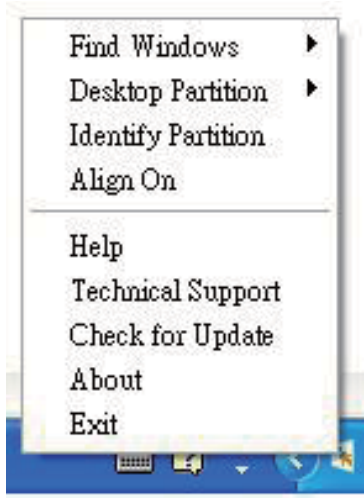 Find Windows
Desktop Partition
Identify Partition
Align On
Help
Technical Support
Check for Update
About
Exit